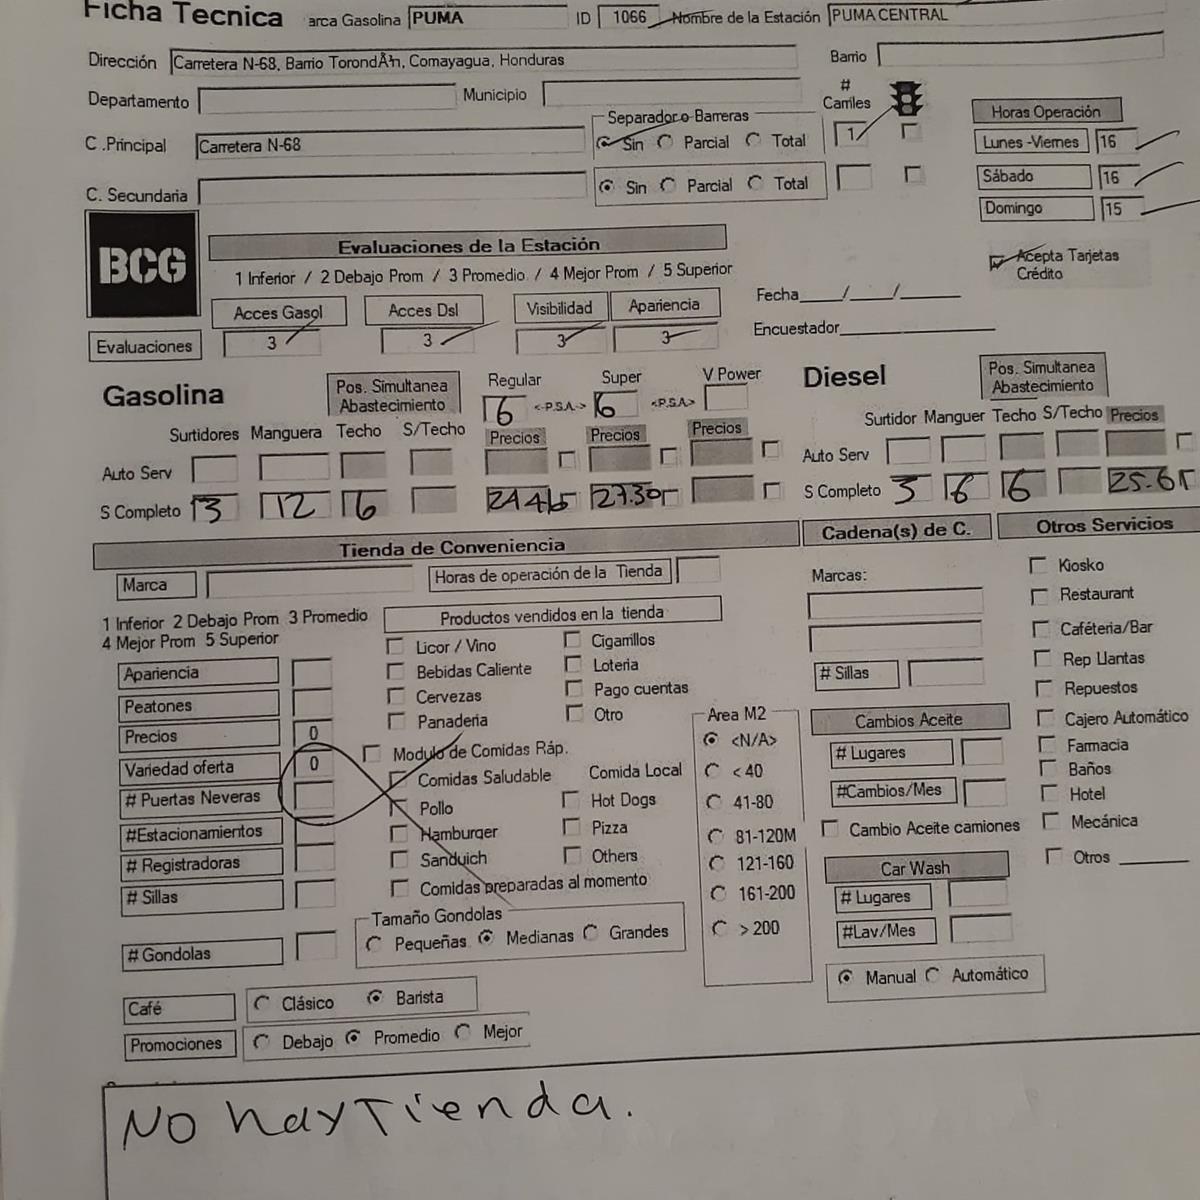 Ficha Tecnica arca Gasolina PUMA ID 1066 Nombre de la Estación PUMA CENTRAL
Dirección Carretera N-68, Barrio TorondÃ³n, Comayagua, Honduras Barrio
Departamento Municipio # Carriles
C .Principal Carretera N-68 Separador o Barreras Sin Parcial Total 1
C. Secundaria Sin Parcial Total
Horas Operación
Lunes -Viernes 16
Sábado 16
Domingo 15
BCG
Evaluaciones de la Estación
1 Inferior / 2 Debajo Prom / 3 Promedio / 4 Mejor Prom / 5 Superior
Acepta Tarjetas Crédito
Acces Gasol Acces Dsl Visibilidad Apariencia
Fecha___/___/_____
Evaluaciones 3 3 3 3
Encuestador
Gasolina Pos. Simultanea Abastecimiento Regular Super V Power
6 <-P.S.A.-> 6 <P.S.A>
Surtidores Manguera Techo S/Techo Precios Precios Precios
Auto Serv
S Completo 3 12 6 27.30
Diesel Pos. Simultanea Abastecimiento
Surtidor Manguer Techo S/Techo Precios
Auto Serv
S Completo 3 6 6
Tienda de Conveniencia
Marca Horas de operación de la Tienda
1 Inferior 2 Debajo Prom 3 Promedio
4 Mejor Prom 5 Superior
Apariencia
Peatones
Precios 0
Variedad oferta 0
# Puertas Neveras
#Estacionamientos
# Registradoras
# Sillas
# Gondolas
Productos vendidos en la tienda
Licor / Vino Cigarrillos
Bebidas Caliente Loteria
Cervezas Pago cuentas
Panaderia Otro
Modulo de Comidas Ráp.
Comidas Saludable Comida Local
Pollo Hot Dogs
Hamburger Pizza
Sanduich Others
Comidas preparadas al momento
Tamaño Gondolas
Pequeñas Medianas Grandes
Area M2
<N/A>
< 40
41-80
81-120M
121-160
161-200
> 200
Café Clásico Barista
Promociones Debajo Promedio Mejor
Cadena(s) de C.
Marcas:
# Sillas
Cambios Aceite
# Lugares
#Cambios/Mes
Cambio Aceite camiones
Car Wash
# Lugares
#Lav/Mes
Manual Automático
Otros Servicios
Kiosko
Restaurant
Caféteria/Bar
Rep Llantas
Repuestos
Cajero Automático
Farmacia
Baños
Hotel
Mecánica
Otros
No hay Tienda.